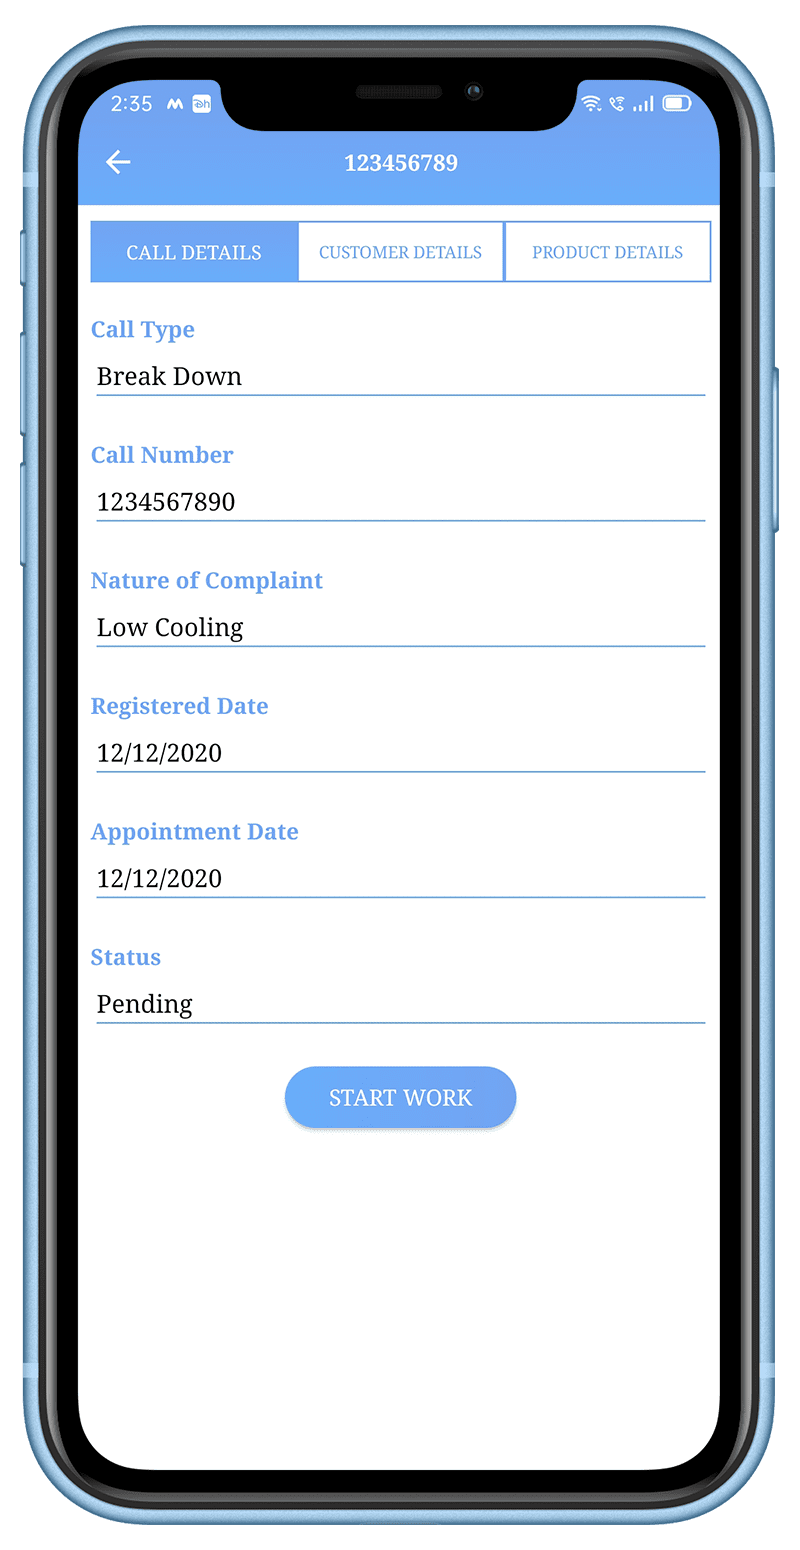 2:35
123456789
CALL DETAILS CUSTOMER DETAILS PRODUCT DETAILS
Call Type
Break Down
Call Number
1234567890
Nature of Complaint
Low Cooling
Registered Date
12/12/2020
Appointment Date
12/12/2020
Status
Pending
START WORK